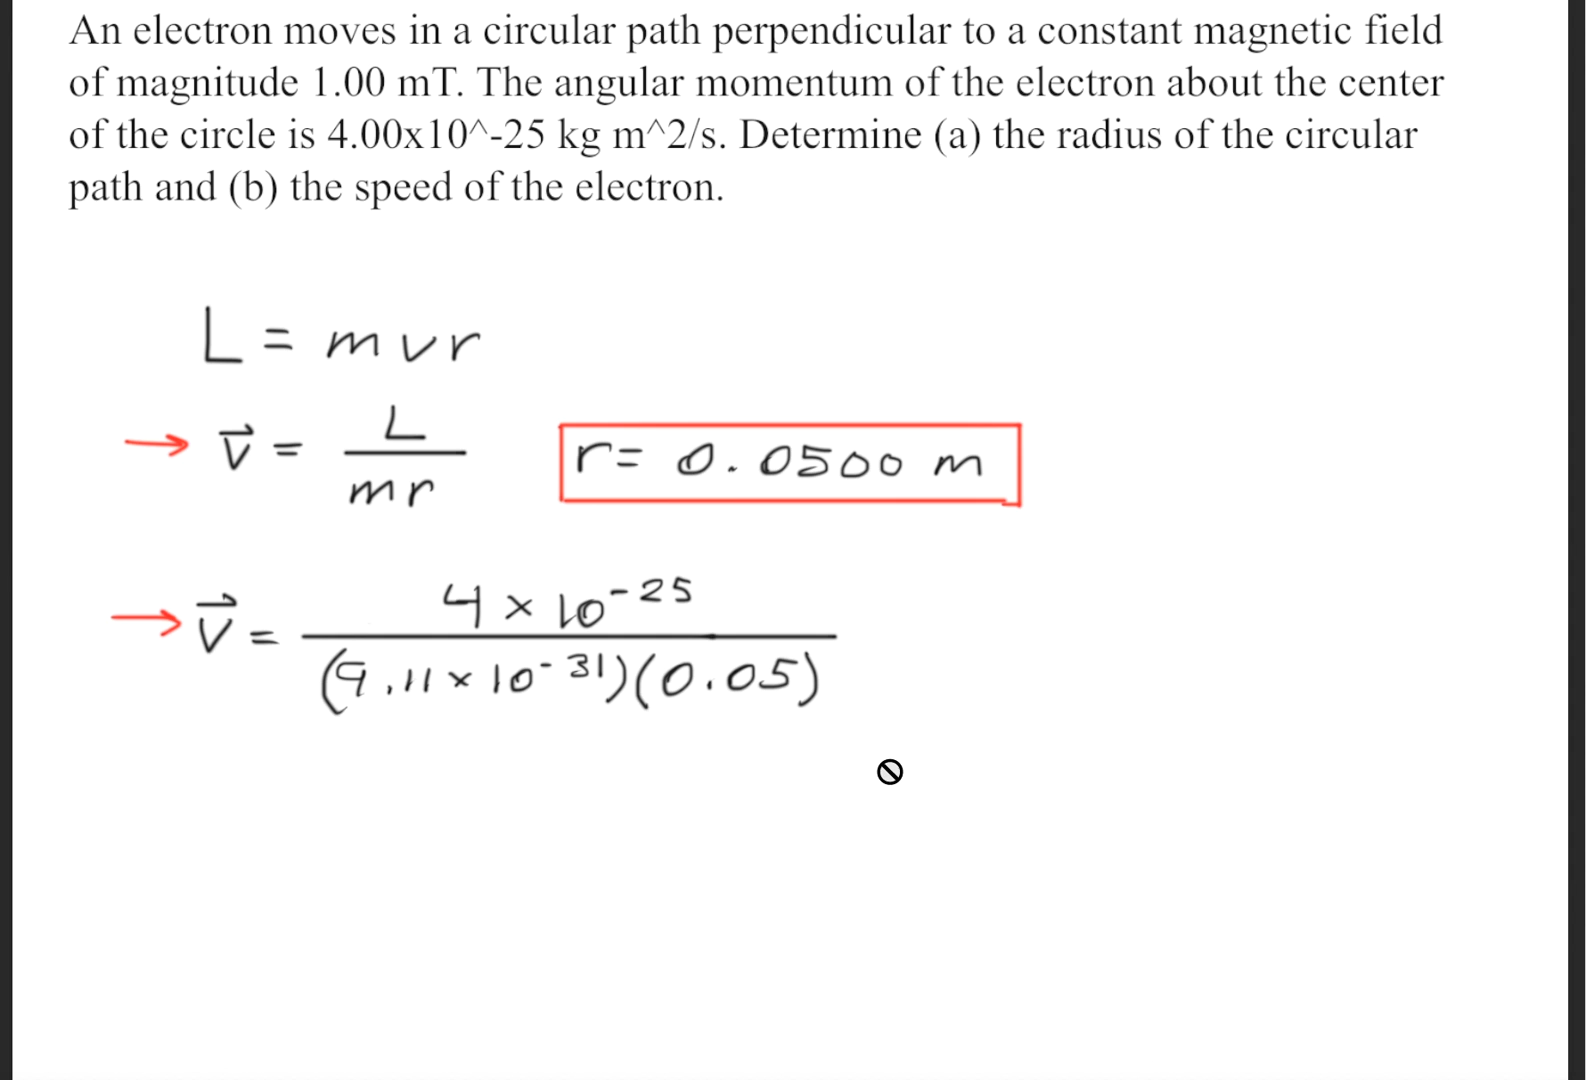 An electron moves in a circular path perpendicular to a constant magnetic field
of magnitude 1.00 mT. The angular momentum of the electron about the center
of the circle is 4.00x10^-25 kg m^2/s. Determine (a) the radius of the circular
path and (b) the speed of the electron.
L = mvr
→ v⃗ = L / mr
r = 0.0500 m
→ v⃗ = 4 × 10⁻²⁵ / (9.11 × 10⁻³¹)(0.05)